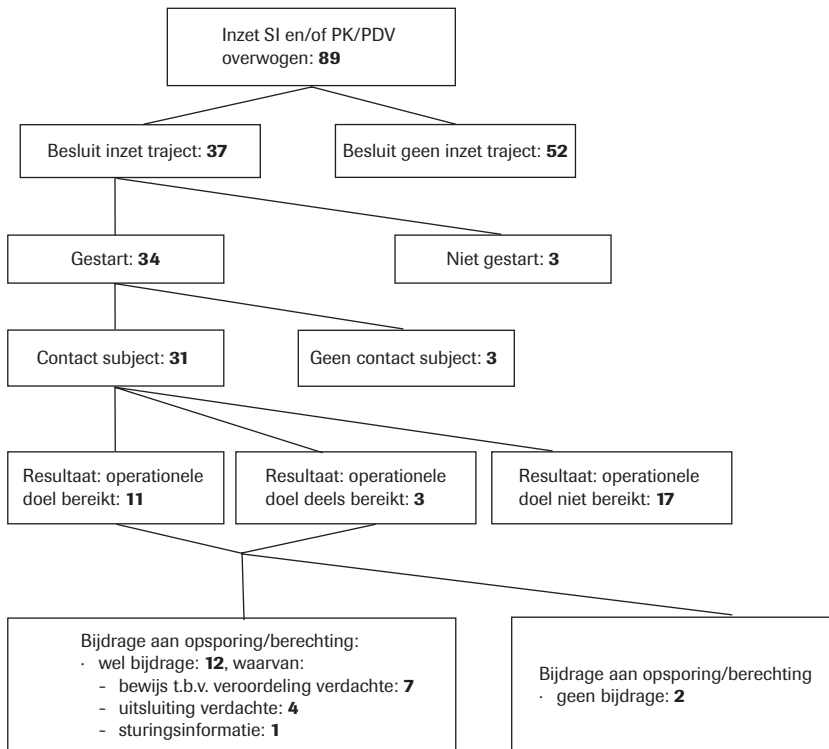 Inzet SI en/of PK/PDV
overwogen: 89
Besluit inzet traject: 37
Besluit geen inzet traject: 52
Gestart: 34
Niet gestart: 3
Contact subject: 31
Geen contact subject: 3
Resultaat: operationele
doel bereikt: 11
Resultaat: operationele
doel deels bereikt: 3
Resultaat: operationele
doel niet bereikt: 17
Bijdrage aan opsporing/berechting:
· wel bijdrage: 12, waarvan:
- bewijs t.b.v. veroordeling verdachte: 7
- uitsluiting verdachte: 4
- sturingsinformatie: 1
Bijdrage aan opsporing/berechting
· geen bijdrage: 2